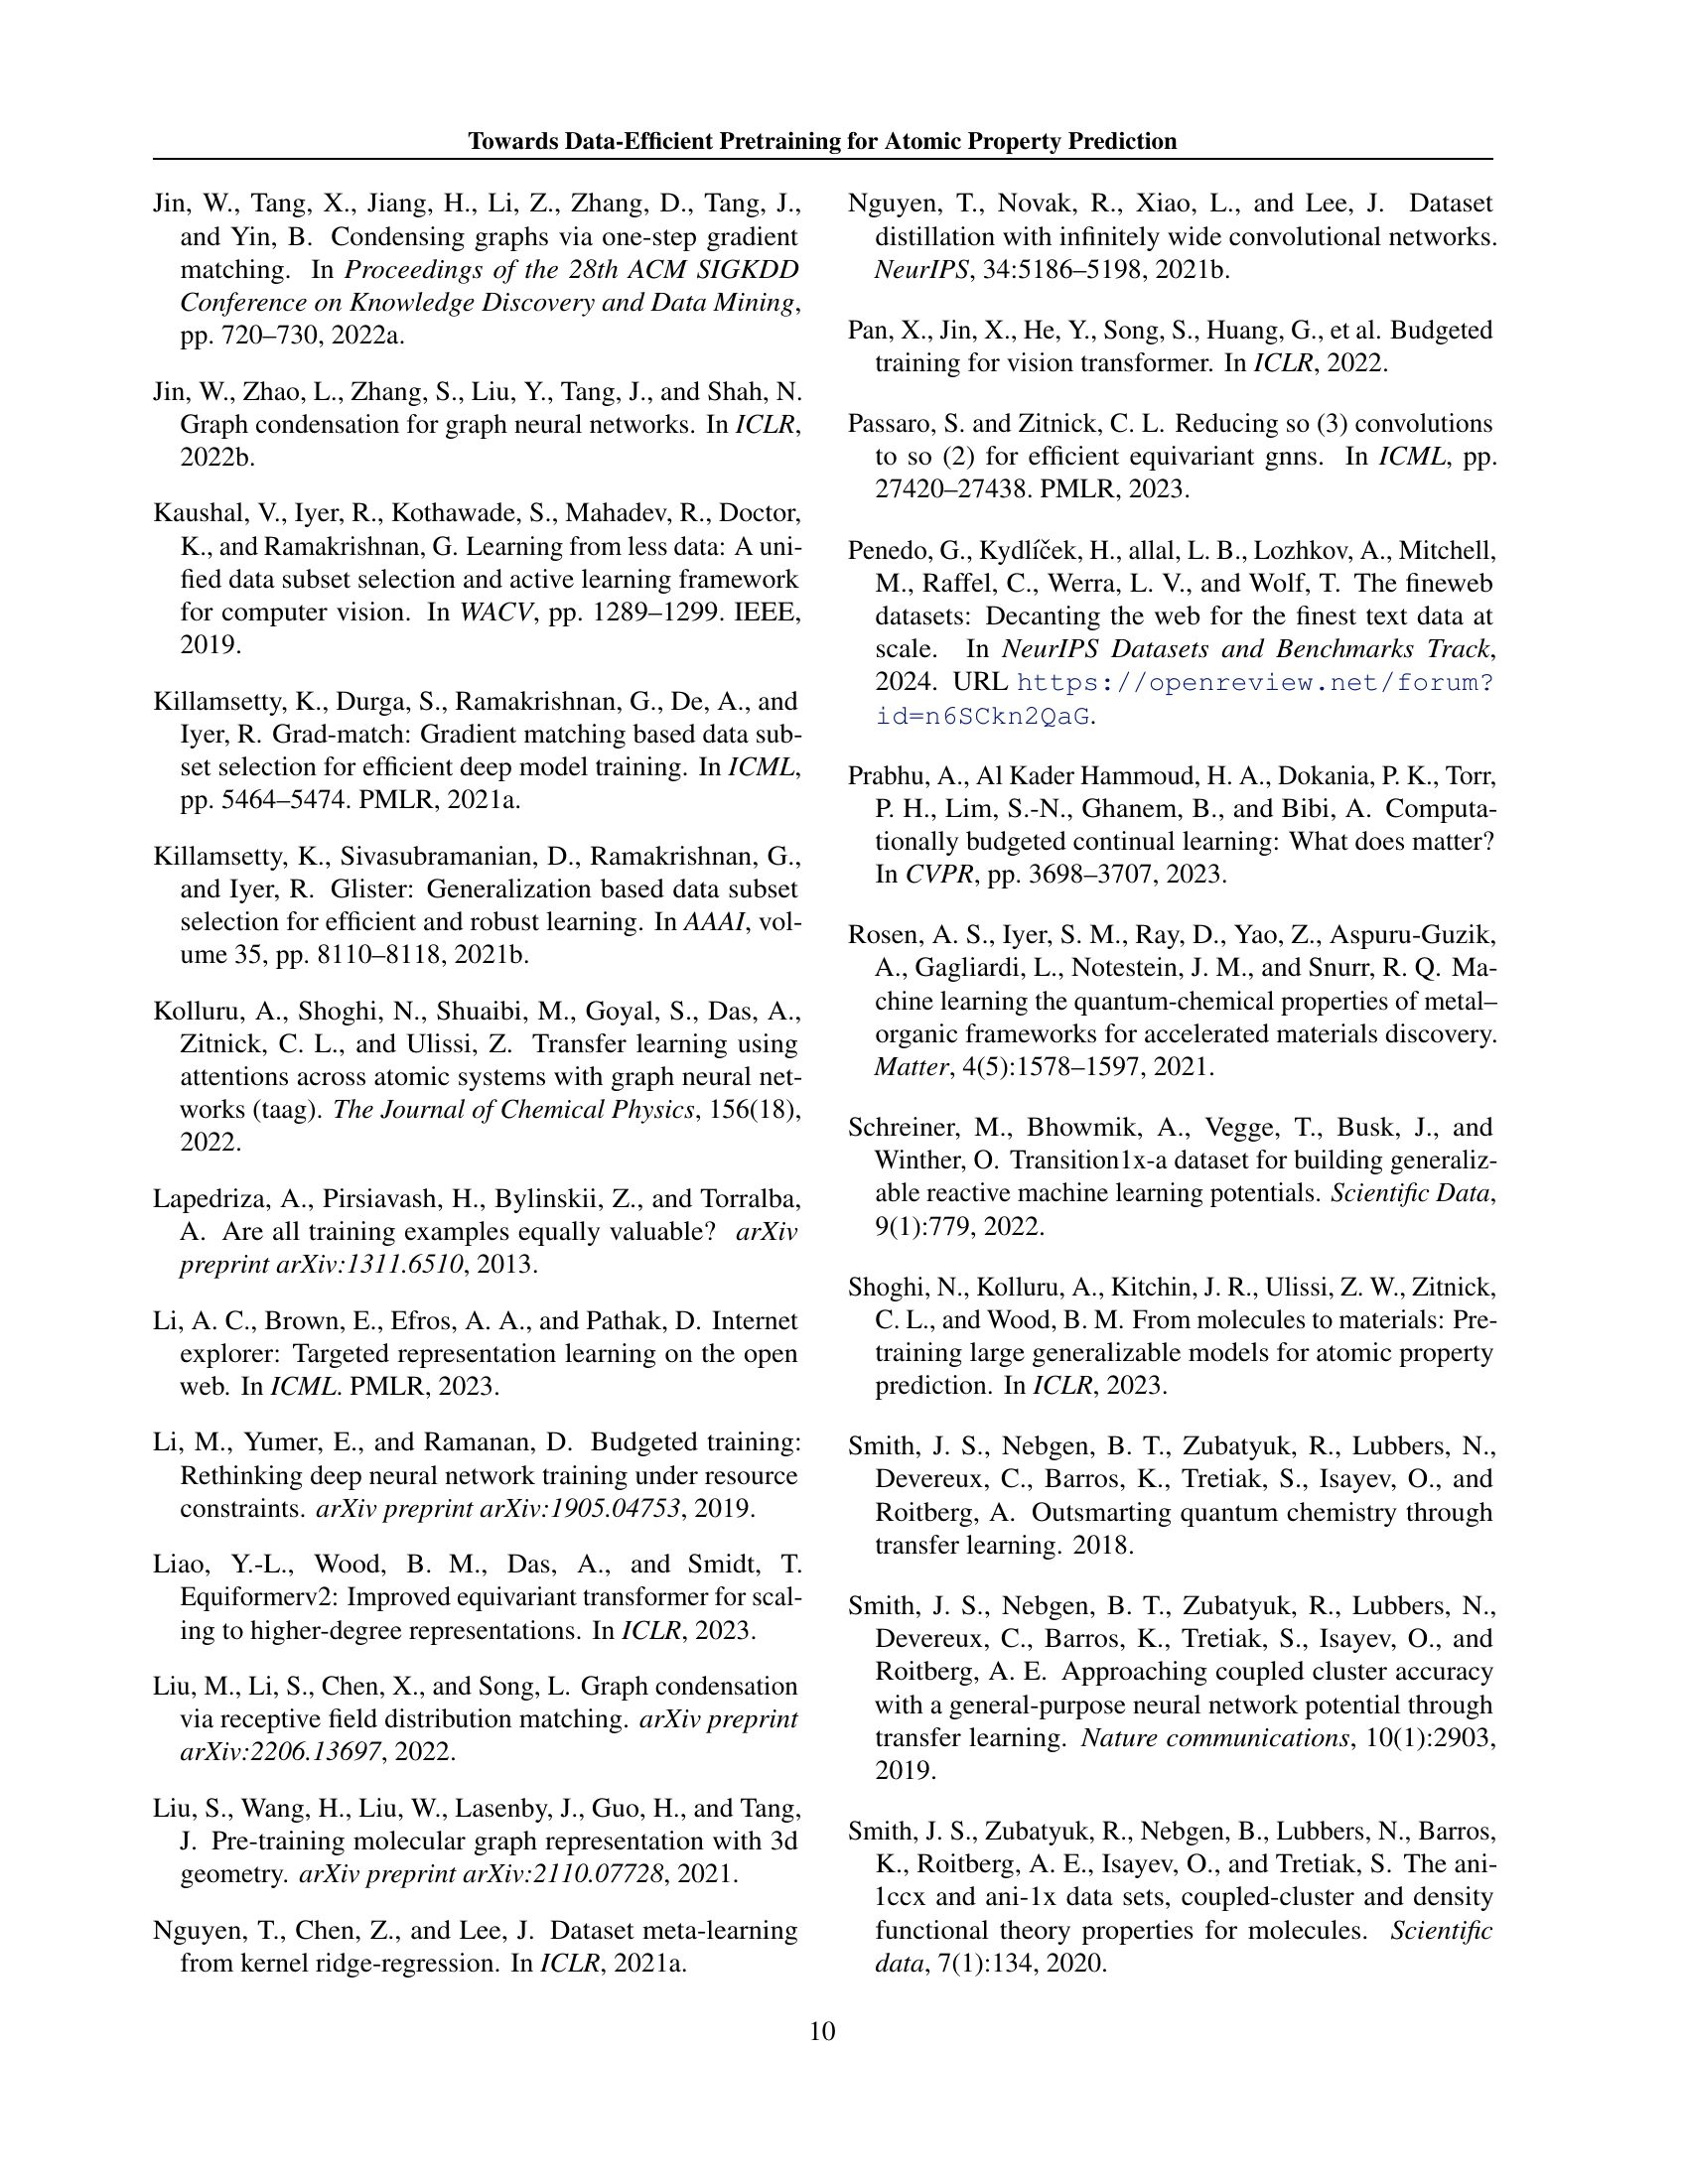 Towards Data-Efficient Pretraining for Atomic Property Prediction
Jin, W., Tang, X., Jiang, H., Li, Z., Zhang, D., Tang, J.,
and Yin, B. Condensing graphs via one-step gradient
matching. In Proceedings of the 28th ACM SIGKDD
Conference on Knowledge Discovery and Data Mining,
pp. 720–730, 2022a.
Jin, W., Zhao, L., Zhang, S., Liu, Y., Tang, J., and Shah, N.
Graph condensation for graph neural networks. In ICLR,
2022b.
Kaushal, V., Iyer, R., Kothawade, S., Mahadev, R., Doctor,
K., and Ramakrishnan, G. Learning from less data: A uni-
fied data subset selection and active learning framework
for computer vision. In WACV, pp. 1289–1299. IEEE,
2019.
Killamsetty, K., Durga, S., Ramakrishnan, G., De, A., and
Iyer, R. Grad-match: Gradient matching based data sub-
set selection for efficient deep model training. In ICML,
pp. 5464–5474. PMLR, 2021a.
Killamsetty, K., Sivasubramanian, D., Ramakrishnan, G.,
and Iyer, R. Glister: Generalization based data subset
selection for efficient and robust learning. In AAAI, vol-
ume 35, pp. 8110–8118, 2021b.
Kolluru, A., Shoghi, N., Shuaibi, M., Goyal, S., Das, A.,
Zitnick, C. L., and Ulissi, Z. Transfer learning using
attentions across atomic systems with graph neural net-
works (taag). The Journal of Chemical Physics, 156(18),
2022.
Lapedriza, A., Pirsiavash, H., Bylinskii, Z., and Torralba,
A. Are all training examples equally valuable? arXiv
preprint arXiv:1311.6510, 2013.
Li, A. C., Brown, E., Efros, A. A., and Pathak, D. Internet
explorer: Targeted representation learning on the open
web. In ICML. PMLR, 2023.
Li, M., Yumer, E., and Ramanan, D. Budgeted training:
Rethinking deep neural network training under resource
constraints. arXiv preprint arXiv:1905.04753, 2019.
Liao, Y.-L., Wood, B. M., Das, A., and Smidt, T.
Equiformerv2: Improved equivariant transformer for scal-
ing to higher-degree representations. In ICLR, 2023.
Liu, M., Li, S., Chen, X., and Song, L. Graph condensation
via receptive field distribution matching. arXiv preprint
arXiv:2206.13697, 2022.
Liu, S., Wang, H., Liu, W., Lasenby, J., Guo, H., and Tang,
J. Pre-training molecular graph representation with 3d
geometry. arXiv preprint arXiv:2110.07728, 2021.
Nguyen, T., Chen, Z., and Lee, J. Dataset meta-learning
from kernel ridge-regression. In ICLR, 2021a.
Nguyen, T., Novak, R., Xiao, L., and Lee, J. Dataset
distillation with infinitely wide convolutional networks.
NeurIPS, 34:5186–5198, 2021b.
Pan, X., Jin, X., He, Y., Song, S., Huang, G., et al. Budgeted
training for vision transformer. In ICLR, 2022.
Passaro, S. and Zitnick, C. L. Reducing so (3) convolutions
to so (2) for efficient equivariant gnns. In ICML, pp.
27420–27438. PMLR, 2023.
Penedo, G., Kydlíček, H., allal, L. B., Lozhkov, A., Mitchell,
M., Raffel, C., Werra, L. V., and Wolf, T. The fineweb
datasets: Decanting the web for the finest text data at
scale. In NeurIPS Datasets and Benchmarks Track,
2024. URL https://openreview.net/forum?
id=n6SCkn2QaG.
Prabhu, A., Al Kader Hammoud, H. A., Dokania, P. K., Torr,
P. H., Lim, S.-N., Ghanem, B., and Bibi, A. Computa-
tionally budgeted continual learning: What does matter?
In CVPR, pp. 3698–3707, 2023.
Rosen, A. S., Iyer, S. M., Ray, D., Yao, Z., Aspuru-Guzik,
A., Gagliardi, L., Notestein, J. M., and Snurr, R. Q. Ma-
chine learning the quantum-chemical properties of metal–
organic frameworks for accelerated materials discovery.
Matter, 4(5):1578–1597, 2021.
Schreiner, M., Bhowmik, A., Vegge, T., Busk, J., and
Winther, O. Transition1x-a dataset for building generaliz-
able reactive machine learning potentials. Scientific Data,
9(1):779, 2022.
Shoghi, N., Kolluru, A., Kitchin, J. R., Ulissi, Z. W., Zitnick,
C. L., and Wood, B. M. From molecules to materials: Pre-
training large generalizable models for atomic property
prediction. In ICLR, 2023.
Smith, J. S., Nebgen, B. T., Zubatyuk, R., Lubbers, N.,
Devereux, C., Barros, K., Tretiak, S., Isayev, O., and
Roitberg, A. Outsmarting quantum chemistry through
transfer learning. 2018.
Smith, J. S., Nebgen, B. T., Zubatyuk, R., Lubbers, N.,
Devereux, C., Barros, K., Tretiak, S., Isayev, O., and
Roitberg, A. E. Approaching coupled cluster accuracy
with a general-purpose neural network potential through
transfer learning. Nature communications, 10(1):2903,
2019.
Smith, J. S., Zubatyuk, R., Nebgen, B., Lubbers, N., Barros,
K., Roitberg, A. E., Isayev, O., and Tretiak, S. The ani-
1ccx and ani-1x data sets, coupled-cluster and density
functional theory properties for molecules. Scientific
data, 7(1):134, 2020.
10